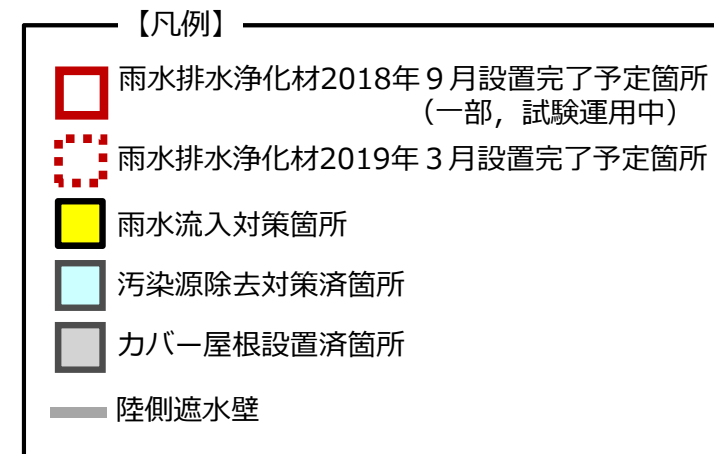 【凡例】
雨水排水浄化材2018年９月設置完了予定箇所
（一部，試験運用中）
雨水排水浄化材2019年３月設置完了予定箇所
雨水流入対策箇所
汚染源除去対策済箇所
カバー屋根設置済箇所
陸側遮水壁